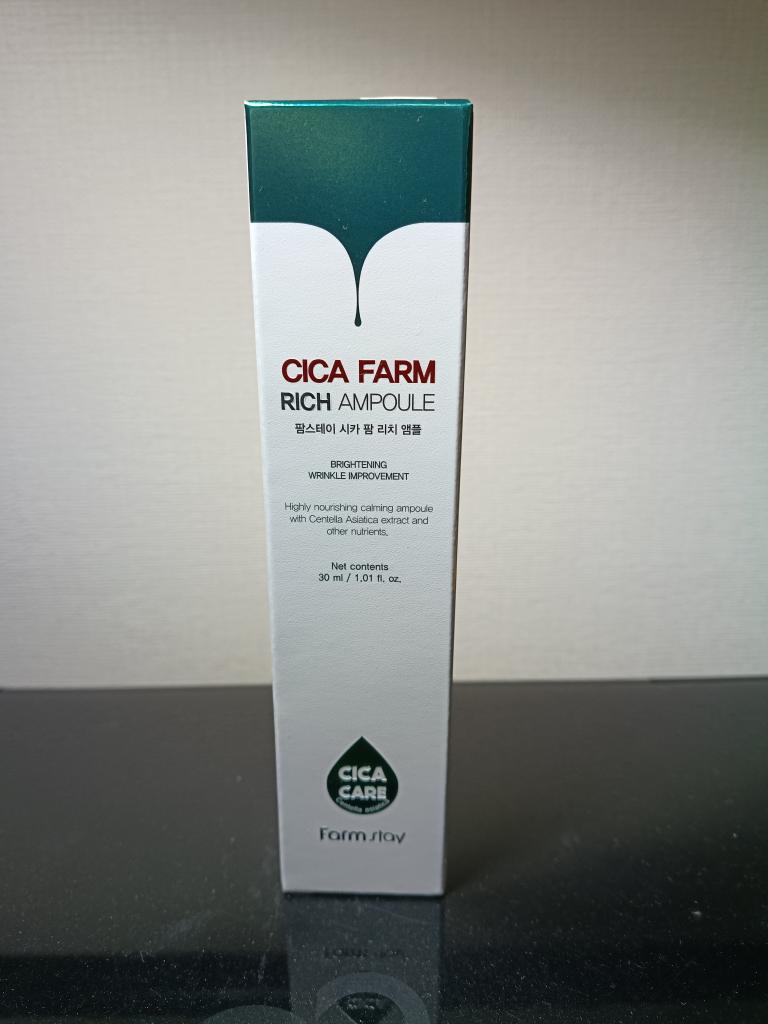 CICA FARM
RICH AMPOULE
팜스테이 시카 팜 리치 앰플
BRIGHTENING
WRINKLE IMPROVEMENT
Highly nourishing calming ampoule
with Centella Asiatica extract and
other nutrients.
Net contents
30 ml / 1.01 fl. oz.
CICA
CARE
Centella asiatica
Farmstay